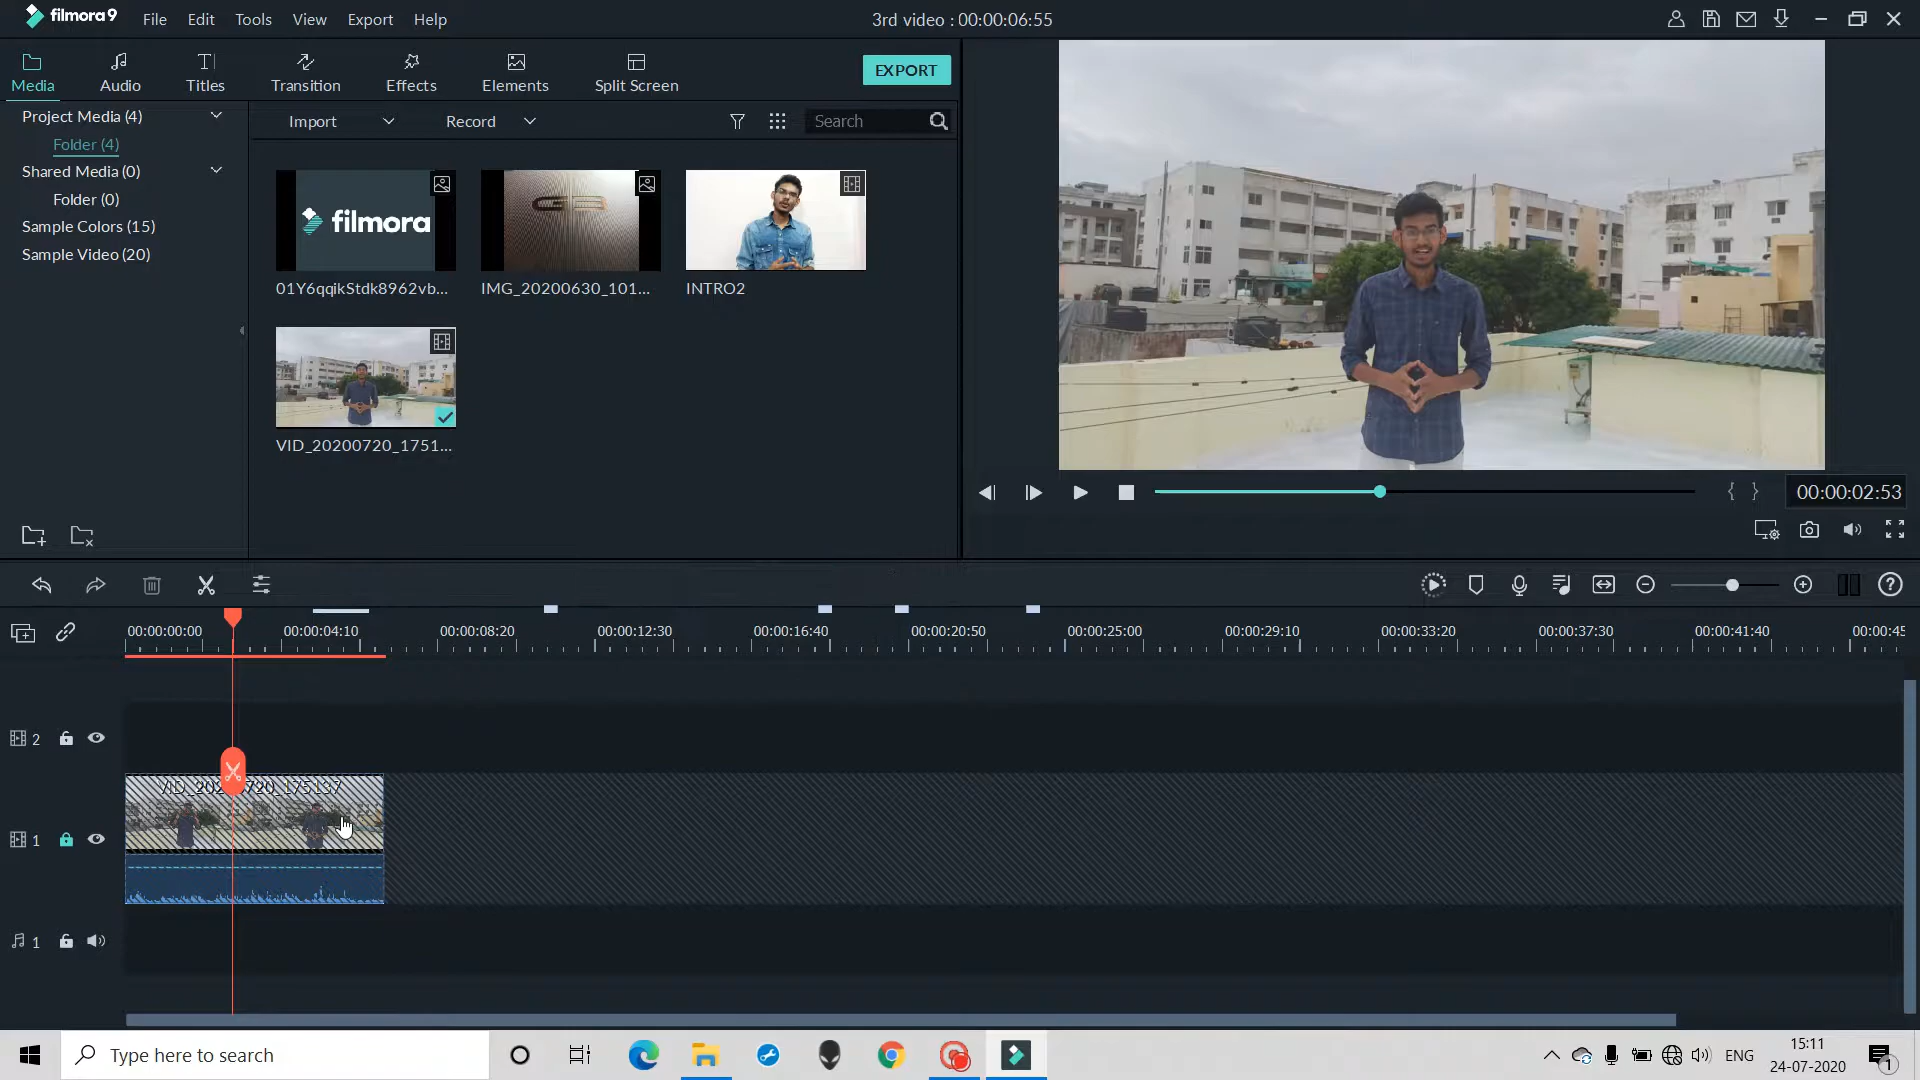 filmora9
File Edit Tools View Export Help
3rd video : 00:00:06:55
Media Audio Titles Transition Effects Elements Split Screen
EXPORT
Project Media (4)
Folder (4)
Shared Media (0)
Folder (0)
Sample Colors (15)
Sample Video (20)
Import Record Search
filmora
01Y6qqikStdk8962vb...
IMG_20200630_101...
INTRO2
VID_20200720_1751...
00:00:02:53
00:00:00:00 00:00:04:10 00:00:08:20 00:00:12:30 00:00:16:40 00:00:20:50 00:00:25:00 00:00:29:10 00:00:33:20 00:00:37:30 00:00:41:40 00:00:45
2
VID_20200720_175137
1
1
Type here to search
ENG
15:11
24-07-2020
1